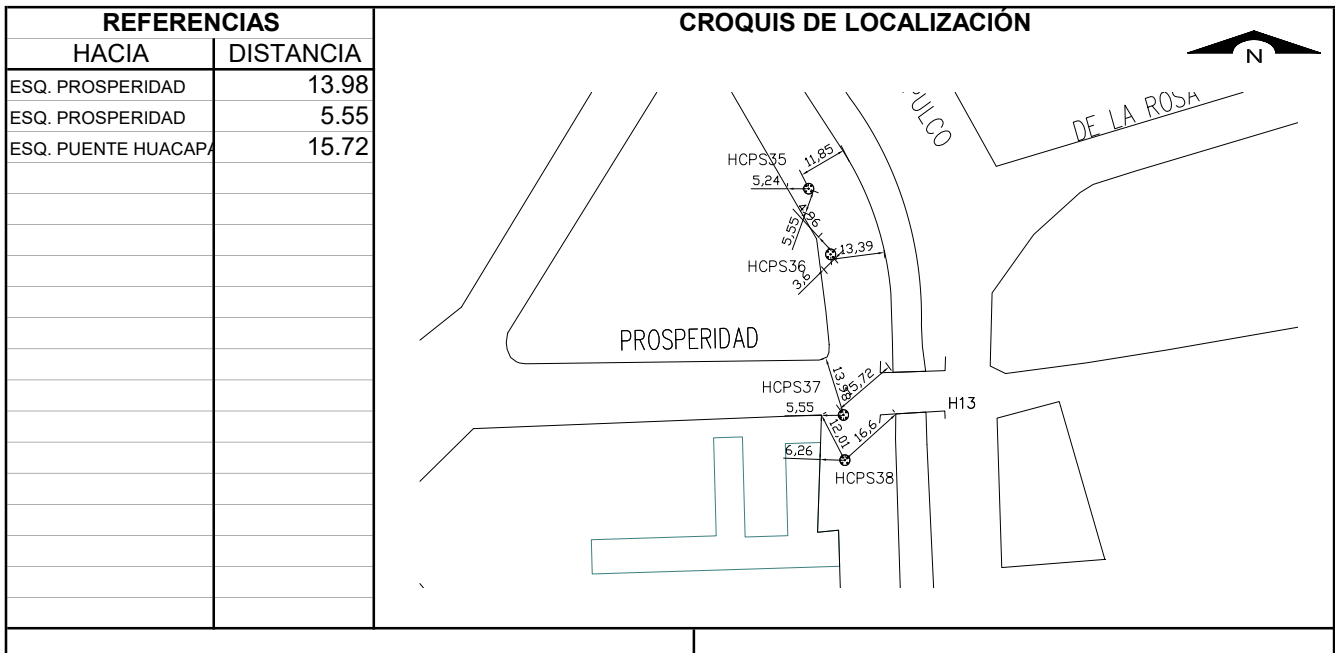 REFERENCIAS
HACIA DISTANCIA
ESQ. PROSPERIDAD 13.98
ESQ. PROSPERIDAD 5.55
ESQ. PUENTE HUACAPA 15.72
CROQUIS DE LOCALIZACIÓN
N
PULCO
DE LA ROSA
HCPS35
11,85
5,24
5,55
4,96
HCPS36
13,39
3,6
PROSPERIDAD
HCPS37
13,98
15,72
5,55
H13
12,01
16,6
6,26
HCPS38